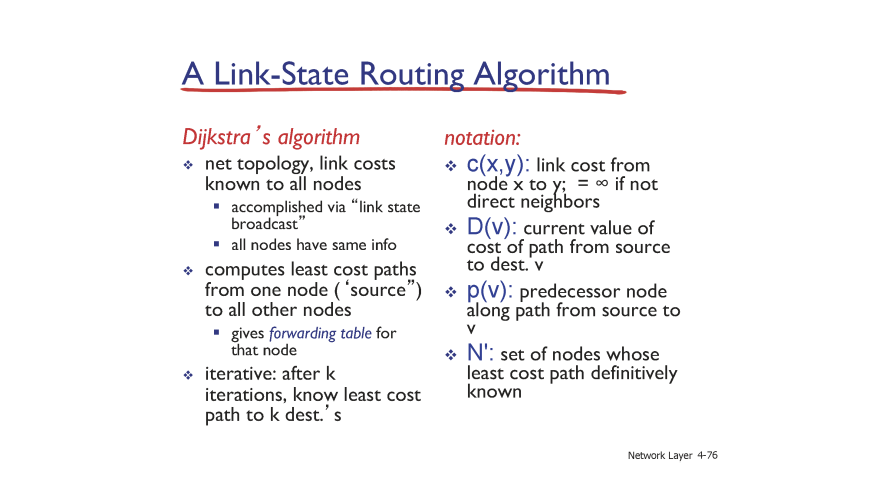 A Link-State Routing Algorithm
Dijkstra’s algorithm
❖ net topology, link costs
known to all nodes
▪ accomplished via “link state
broadcast”
▪ all nodes have same info
❖ computes least cost paths
from one node (‘source”)
to all other nodes
▪ gives forwarding table for
that node
❖ iterative: after k
iterations, know least cost
path to k dest.’s
notation:
❖ c(x,y): link cost from
node x to y; = ∞ if not
direct neighbors
❖ D(v): current value of
cost of path from source
to dest. v
❖ p(v): predecessor node
along path from source to
v
❖ N': set of nodes whose
least cost path definitively
known
Network Layer 4-76